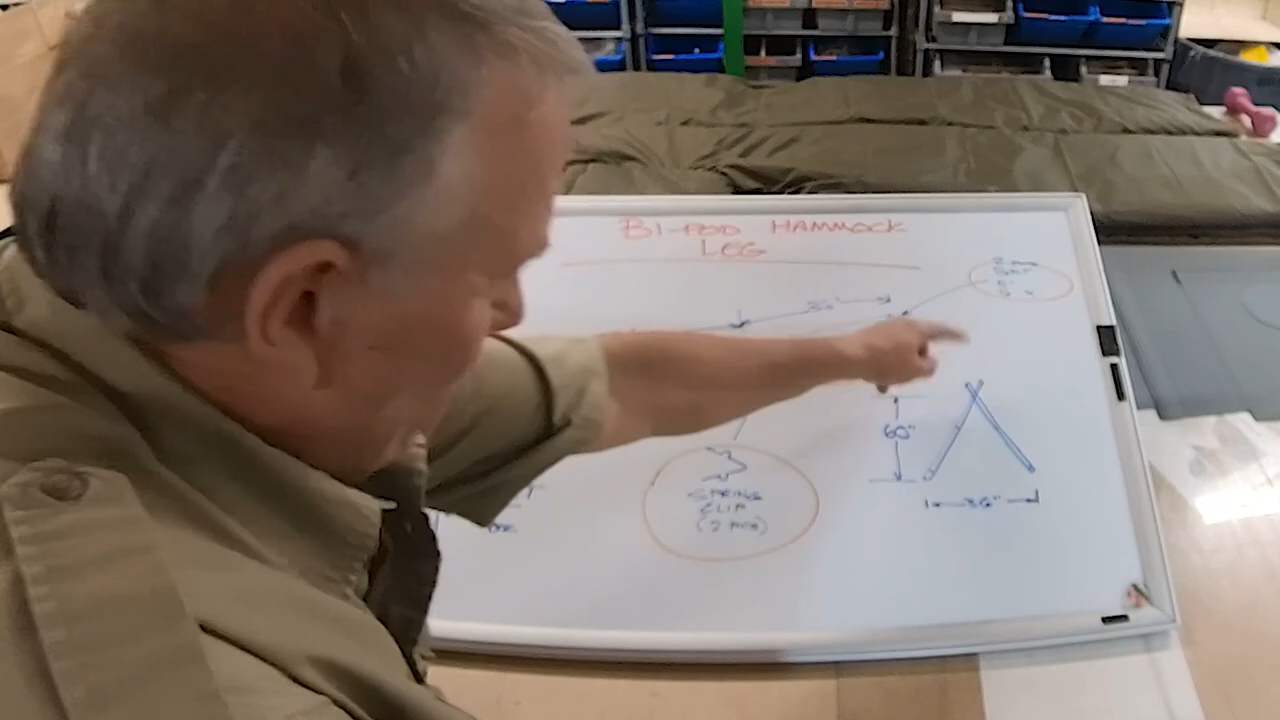 BI-POD HAMMOCK
LEG
36"
60"
SPRING
CLIP
(2 PCS)
36"